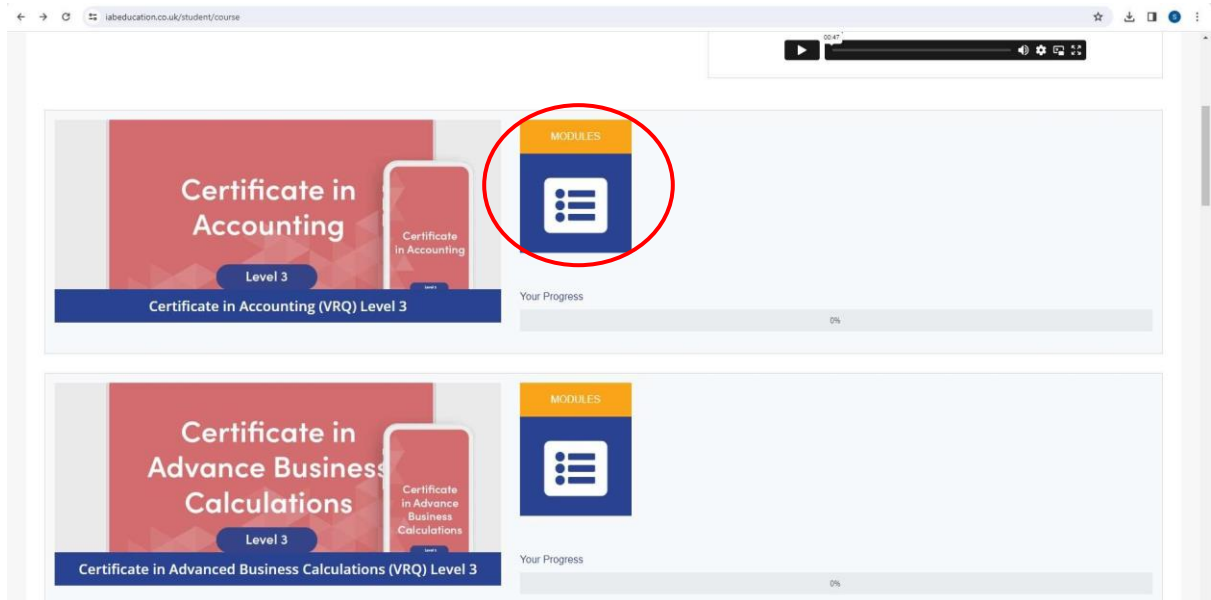 iabeducation.co.uk/student/course
00:47
Certificate in
Accounting
Level 3
Certificate
in Accounting
Certificate in Accounting (VRQ) Level 3
MODULES
Your Progress
0%
Certificate in
Advance Business
Calculations
Level 3
Certificate
in Advance
Business
Calculations
Certificate in Advanced Business Calculations (VRQ) Level 3
MODULES
Your Progress
0%